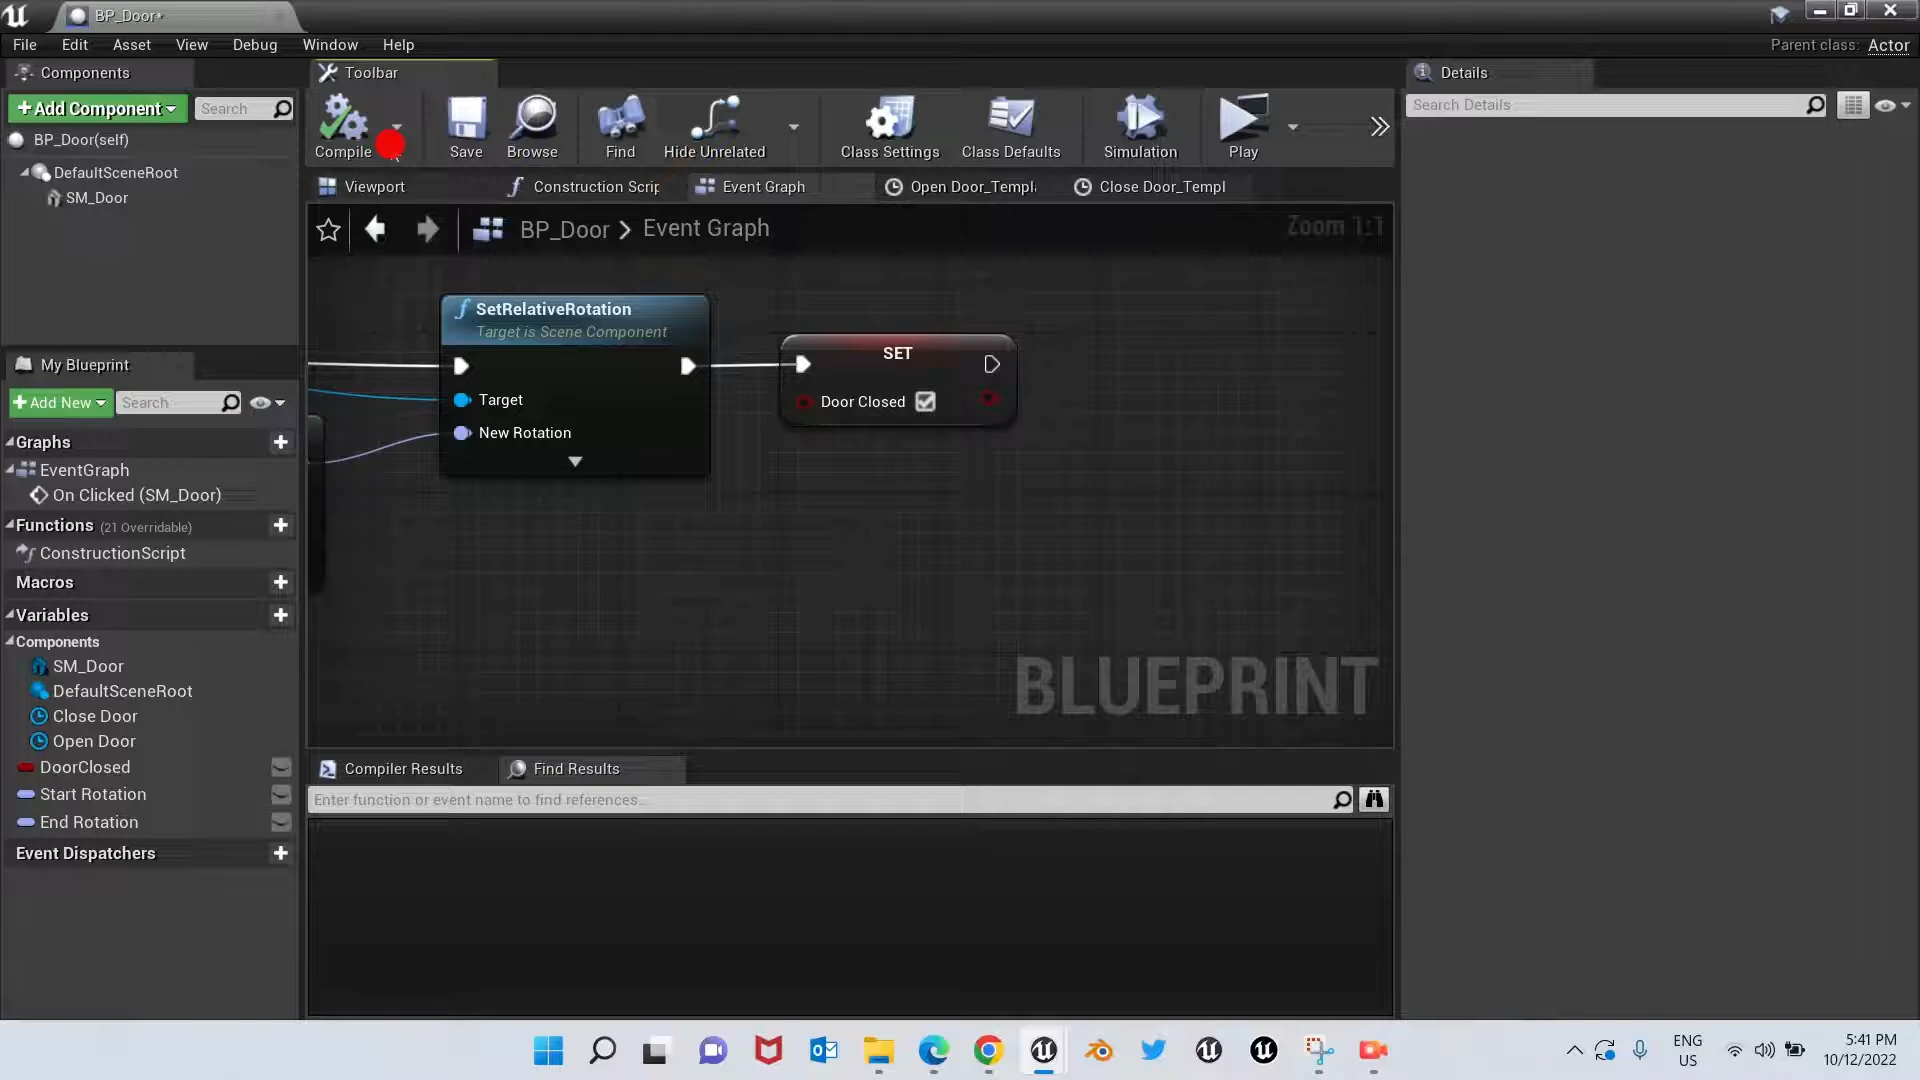 BP_Door*
File Edit Asset View Debug Window Help
Parent class: Actor
Components
Toolbar
Details
Add Component
Search
Search Details
BP_Door(self)
DefaultSceneRoot
SM_Door
Compile Save Browse Find Hide Unrelated Class Settings Class Defaults Simulation Play
Viewport Construction Scrip Event Graph Open Door_Templ Close Door_Templ
BP_Door Event Graph
Zoom 1:1
SetRelativeRotation
Target is Scene Component
Target
New Rotation
SET
Door Closed
BLUEPRINT
My Blueprint
Add New
Search
Graphs
EventGraph
On Clicked (SM_Door)
Functions (21 Overridable)
ConstructionScript
Macros
Variables
Components
SM_Door
DefaultSceneRoot
Close Door
Open Door
DoorClosed
Start Rotation
End Rotation
Event Dispatchers
Compiler Results Find Results
Enter function or event name to find references...
ENG
US
5:41 PM
10/12/2022